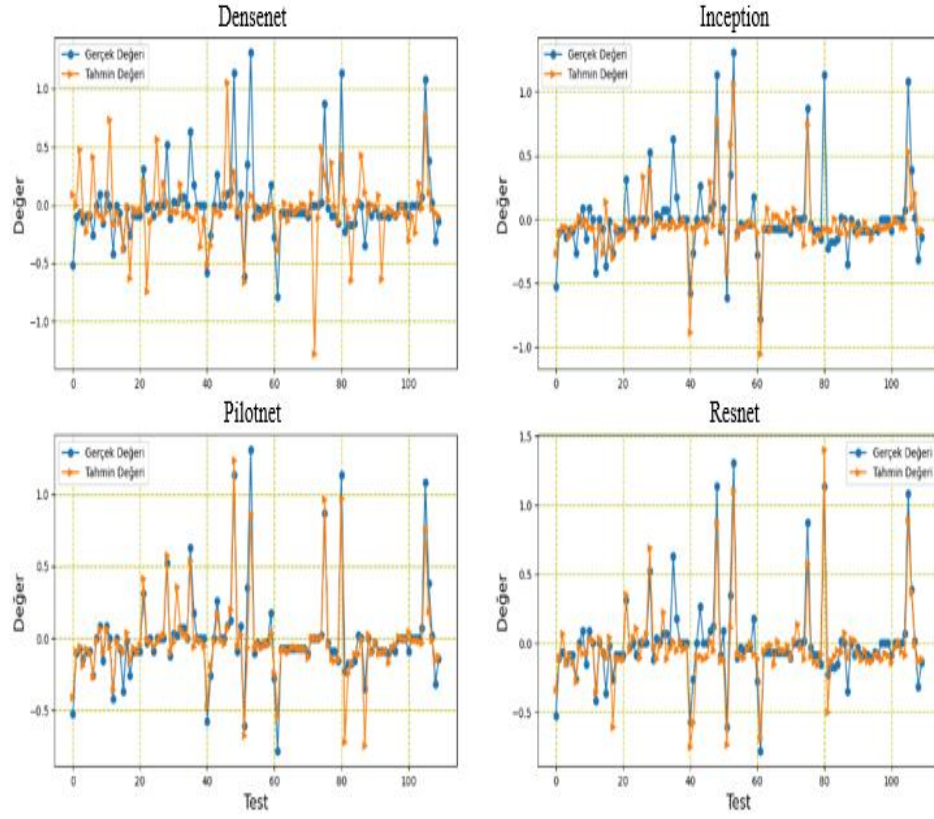 Densenet
Inception
Gerçek Değeri
Tahmin Değeri
1.0
0.5
0.0
−0.5
−1.0
Değer
0 20 40 60 80 100
Gerçek Değeri
Tahmin Değeri
1.0
0.5
0.0
−0.5
−1.0
Değer
0 20 40 60 80 100
Pilotnet
Resnet
Gerçek Değeri
Tahmin Değeri
1.0
0.5
0.0
−0.5
Değer
0 20 40 60 80 100
Test
Gerçek Değeri
Tahmin Değeri
1.5
1.0
0.5
0.0
−0.5
Değer
0 20 40 60 80 100
Test